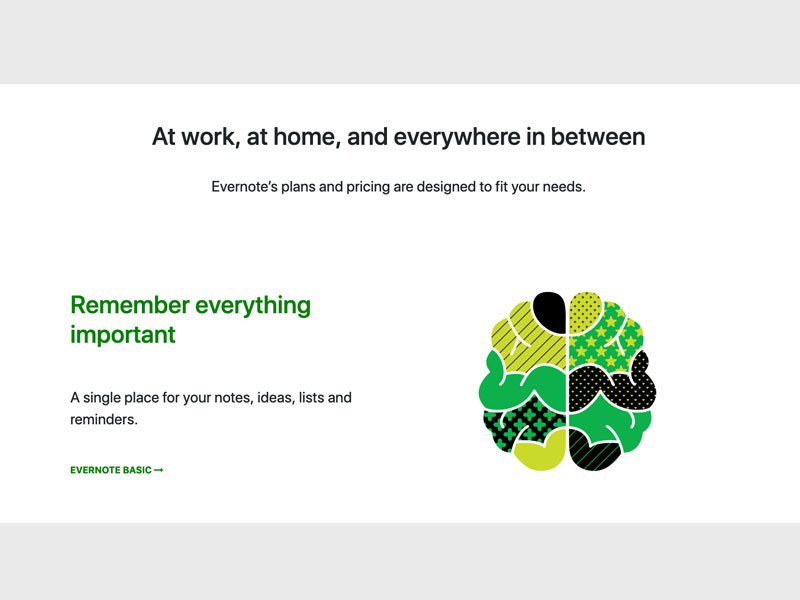 At work, at home, and everywhere in between
Evernote’s plans and pricing are designed to fit your needs.
Remember everything
important
A single place for your notes, ideas, lists and
reminders.
EVERNOTE BASIC →